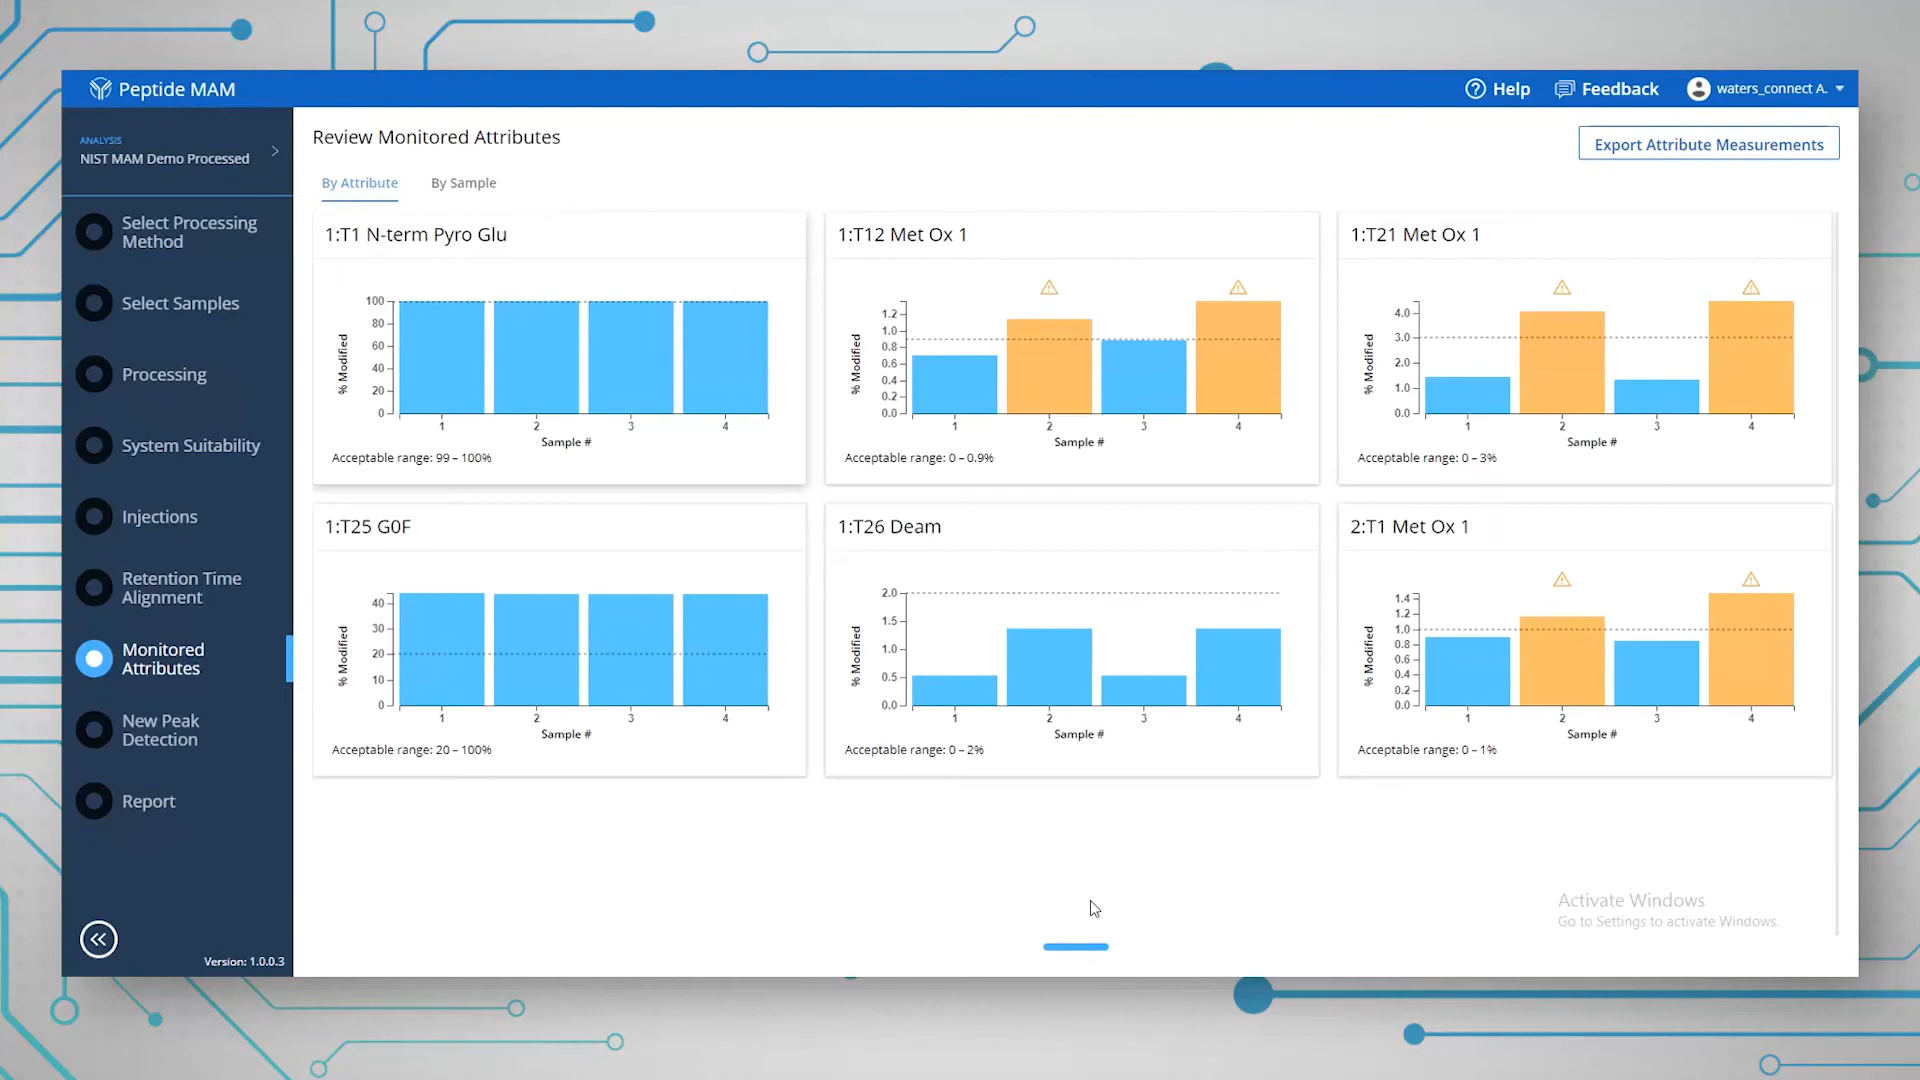 Peptide MAM
Help
Feedback
waters_connect A.
ANALYSIS
NIST MAM Demo Processed
Select Processing
Method
Select Samples
Processing
System Suitability
Injections
Retention Time
Alignment
Monitored
Attributes
New Peak
Detection
Report
Version: 1.0.0.3
Review Monitored Attributes
Export Attribute Measurements
By Attribute
By Sample
1:T1 N-term Pyro Glu
% Modified
100
80
60
40
20
0
1 2 3 4
Sample #
Acceptable range: 99 – 100%
1:T12 Met Ox 1
% Modified
1.2
1.0
0.8
0.6
0.4
0.2
0.0
1 2 3 4
Sample #
Acceptable range: 0 – 0.9%
1:T21 Met Ox 1
% Modified
4.0
3.0
2.0
1.0
0.0
1 2 3 4
Sample #
Acceptable range: 0 – 3%
1:T25 G0F
% Modified
40
30
20
10
0
1 2 3 4
Sample #
Acceptable range: 20 – 100%
1:T26 Deam
% Modified
2.0
1.5
1.0
0.5
0.0
1 2 3 4
Sample #
Acceptable range: 0 – 2%
2:T1 Met Ox 1
% Modified
1.4
1.2
1.0
0.8
0.6
0.4
0.2
0.0
1 2 3 4
Sample #
Acceptable range: 0 – 1%
Activate Windows
Go to Settings to activate Windows.